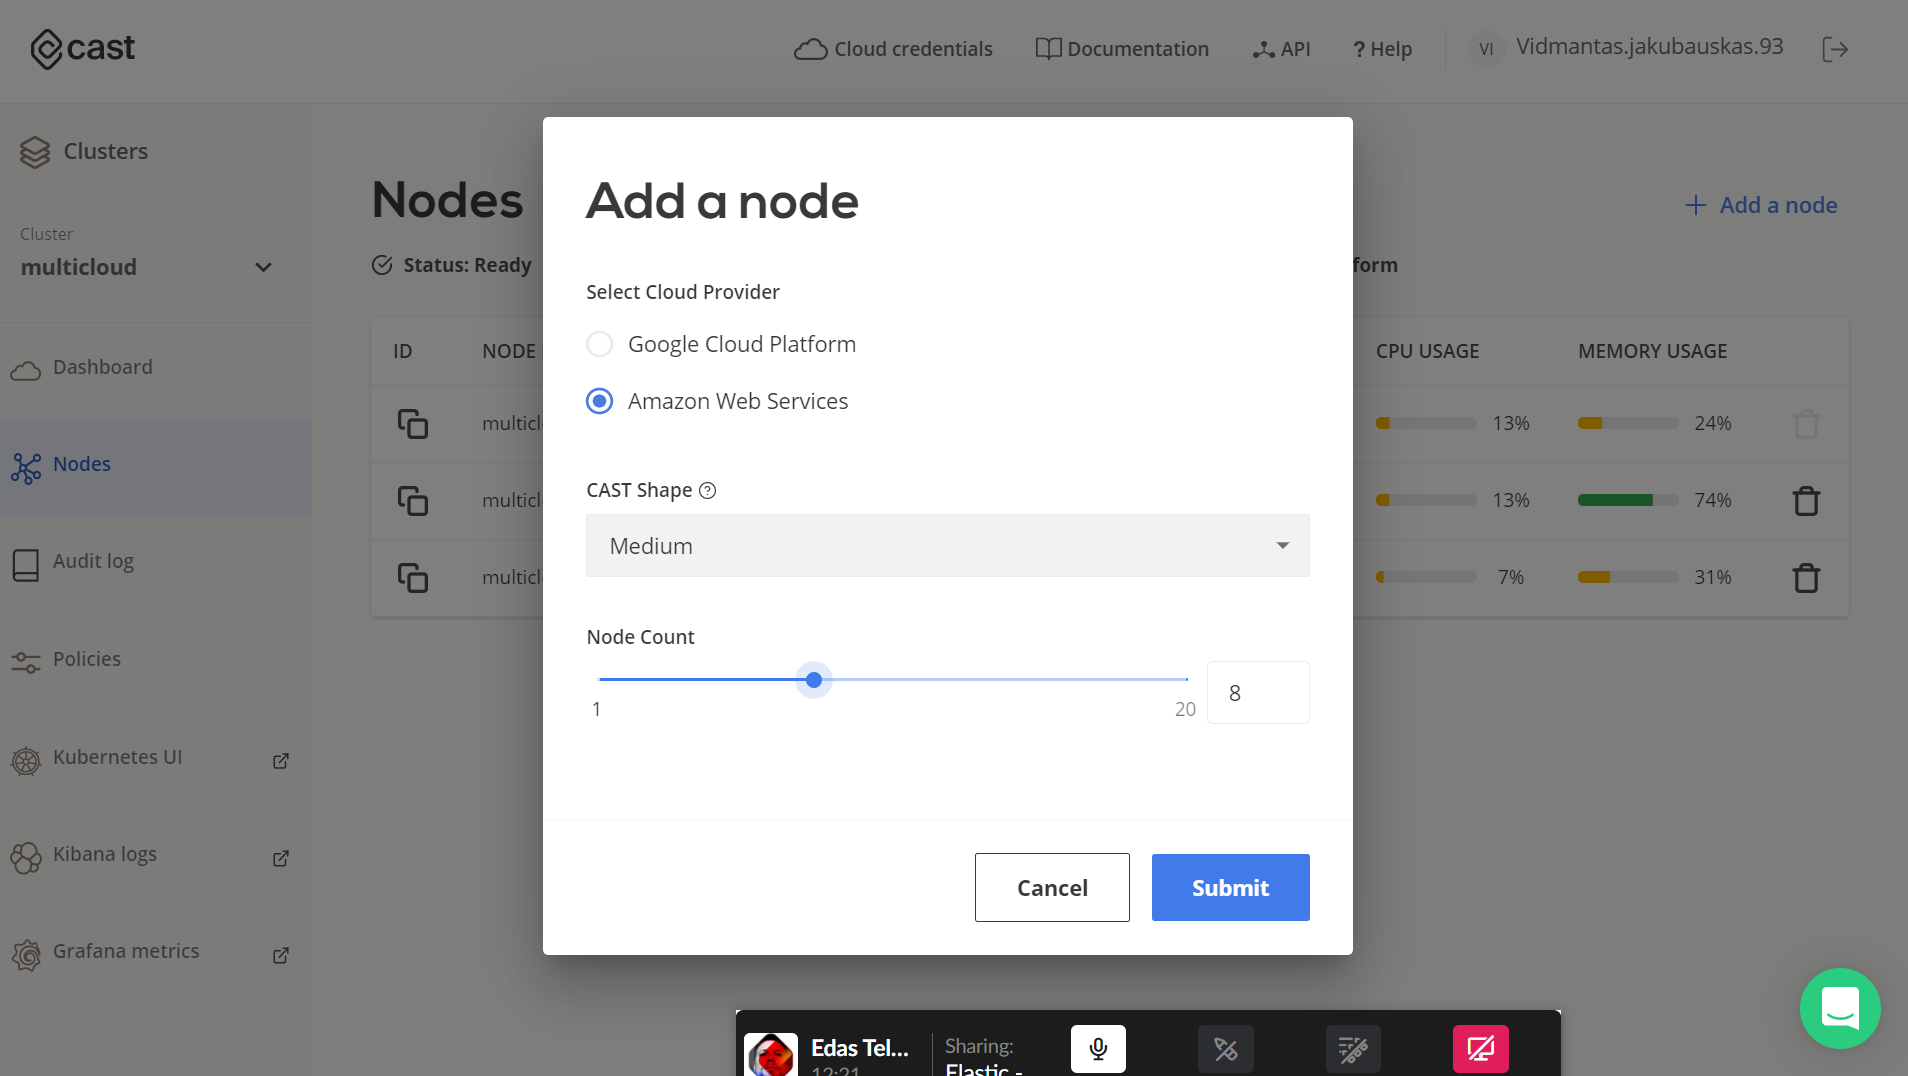 cast
Cloud credentials
Documentation
API
? Help
VI
Vidmantas.jakubauskas.93
Clusters
Cluster
multicloud
Dashboard
Nodes
Audit log
Policies
Kubernetes UI
Kibana logs
Grafana metrics
Nodes
+ Add a node
Status: Ready
form
ID
NODE
CPU USAGE
MEMORY USAGE
multicl
13%
24%
multicl
13%
74%
multicl
7%
31%
Add a node
Select Cloud Provider
Google Cloud Platform
Amazon Web Services
CAST Shape ?
Medium
Node Count
1
20
8
Cancel
Submit
Edas Tel...
12:21
Sharing:
Elastic -